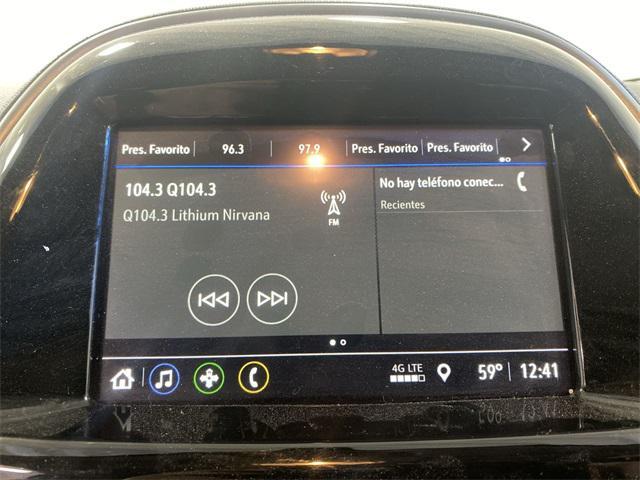 Pres. Favorito 96.3 97.9 Pres. Favorito Pres. Favorito
104.3 Q104.3
Q104.3 Lithium Nirvana
FM
No hay teléfono conec...
Recientes
4G LTE 59° 12:41